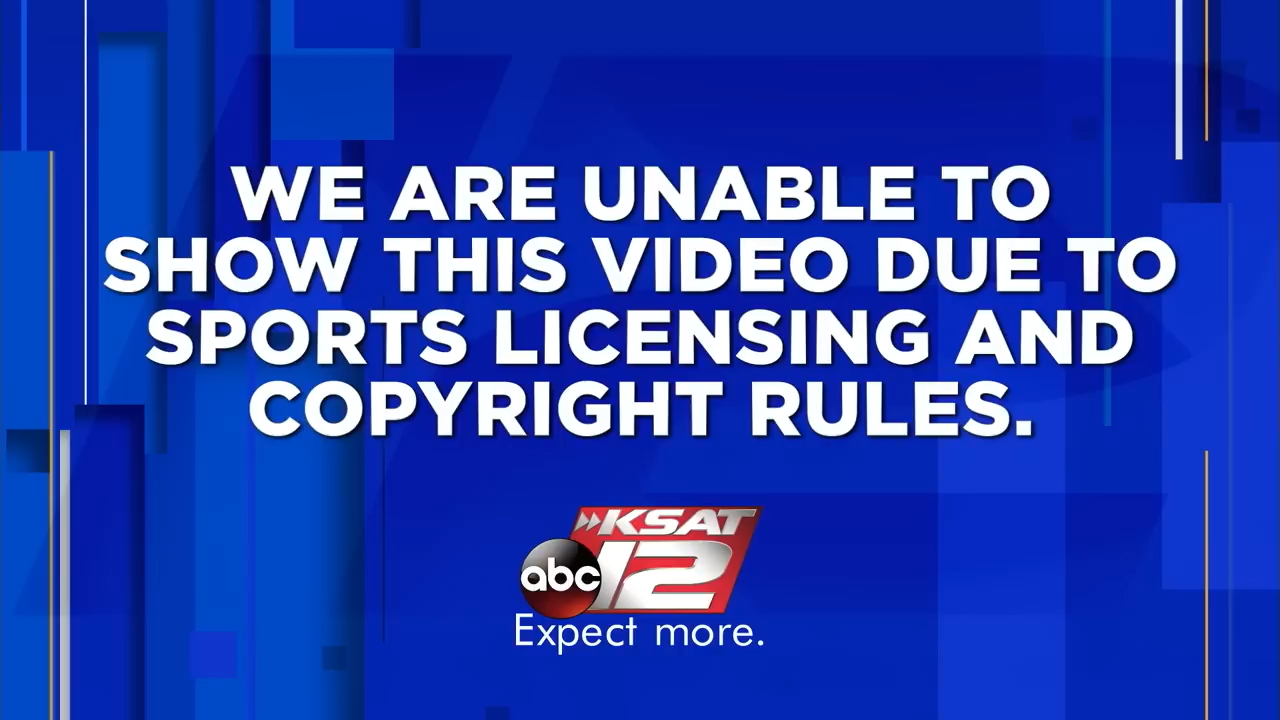 WE ARE UNABLE TO
SHOW THIS VIDEO DUE TO
SPORTS LICENSING AND
COPYRIGHT RULES.
KSAT
abc 12
Expect more.